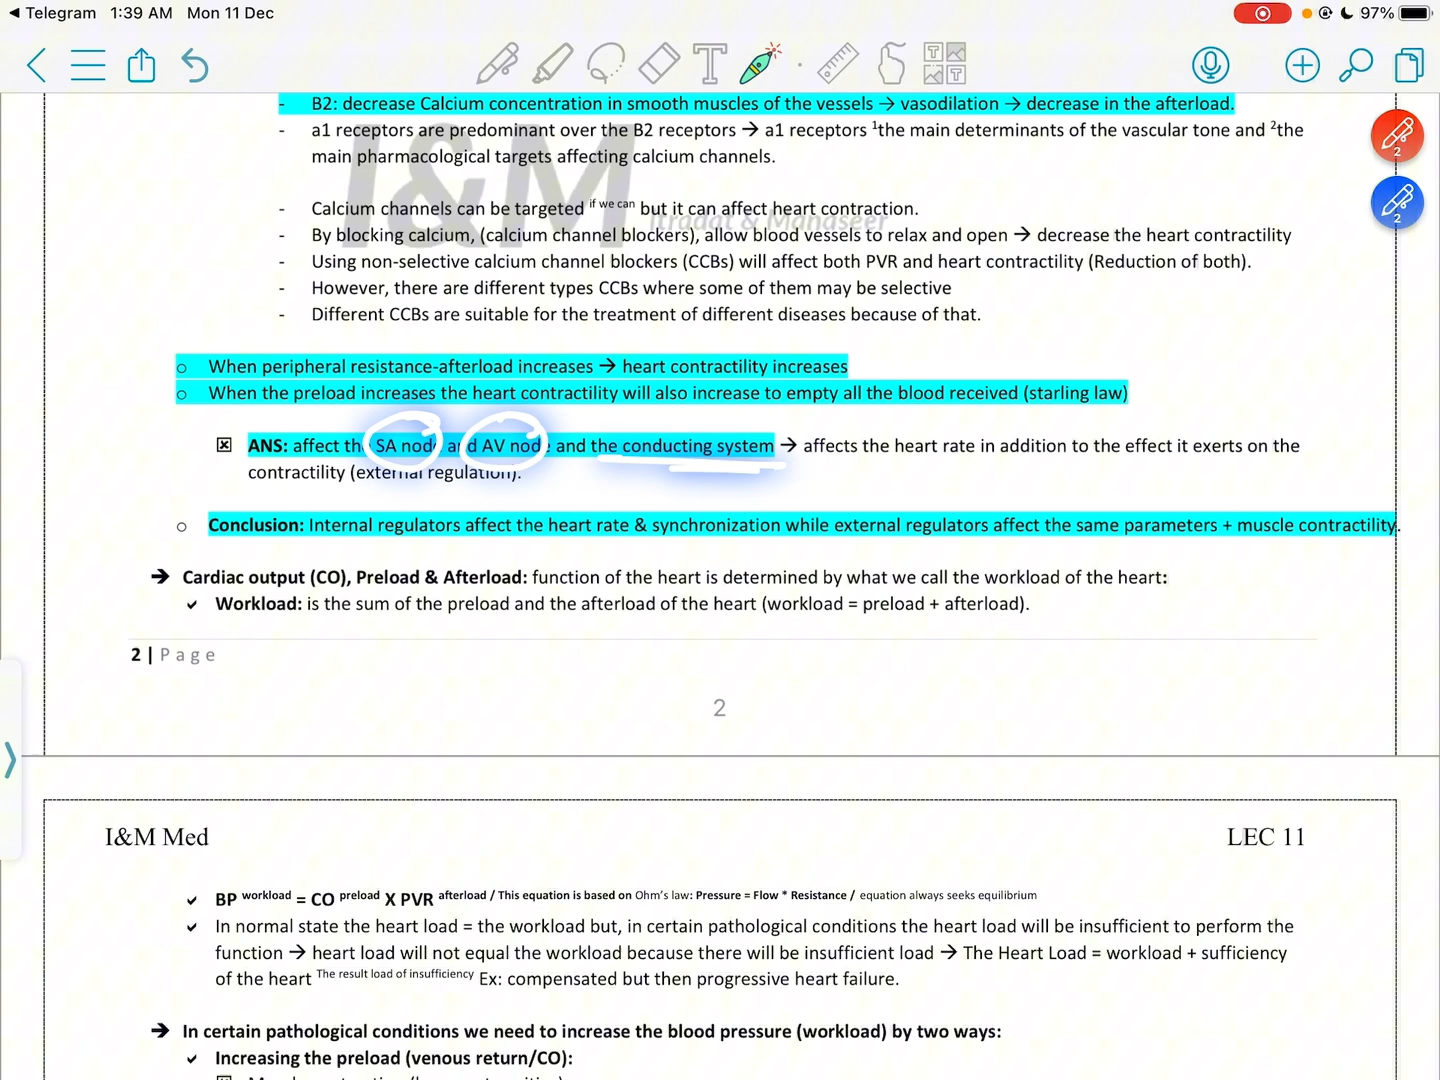 Telegram 1:39 AM Mon 11 Dec 97%
- B2: decrease Calcium concentration in smooth muscles of the vessels → vasodilation → decrease in the afterload.
- a1 receptors are predominant over the B2 receptors → a1 receptors ¹the main determinants of the vascular tone and ²the
main pharmacological targets affecting calcium channels.
I&M
Itradat & Manaseer
- Calcium channels can be targeted if we can but it can affect heart contraction.
- By blocking calcium, (calcium channel blockers), allow blood vessels to relax and open → decrease the heart contractility
- Using non-selective calcium channel blockers (CCBs) will affect both PVR and heart contractility (Reduction of both).
- However, there are different types CCBs where some of them may be selective
- Different CCBs are suitable for the treatment of different diseases because of that.
o When peripheral resistance-afterload increases → heart contractility increases
o When the preload increases the heart contractility will also increase to empty all the blood received (starling law)
☒ ANS: affect the SA node and AV node and the conducting system → affects the heart rate in addition to the effect it exerts on the
contractility (external regulation).
o Conclusion: Internal regulators affect the heart rate & synchronization while external regulators affect the same parameters + muscle contractility.
→ Cardiac output (CO), Preload & Afterload: function of the heart is determined by what we call the workload of the heart:
✓ Workload: is the sum of the preload and the afterload of the heart (workload = preload + afterload).
2 | Page
2
I&M Med LEC 11
✓ BP workload = CO preload X PVR afterload / This equation is based on Ohm's law: Pressure = Flow * Resistance / equation always seeks equilibrium
✓ In normal state the heart load = the workload but, in certain pathological conditions the heart load will be insufficient to perform the
function → heart load will not equal the workload because there will be insufficient load → The Heart Load = workload + sufficiency
of the heart The result load of insufficiency Ex: compensated but then progressive heart failure.
→ In certain pathological conditions we need to increase the blood pressure (workload) by two ways:
✓ Increasing the preload (venous return/CO):